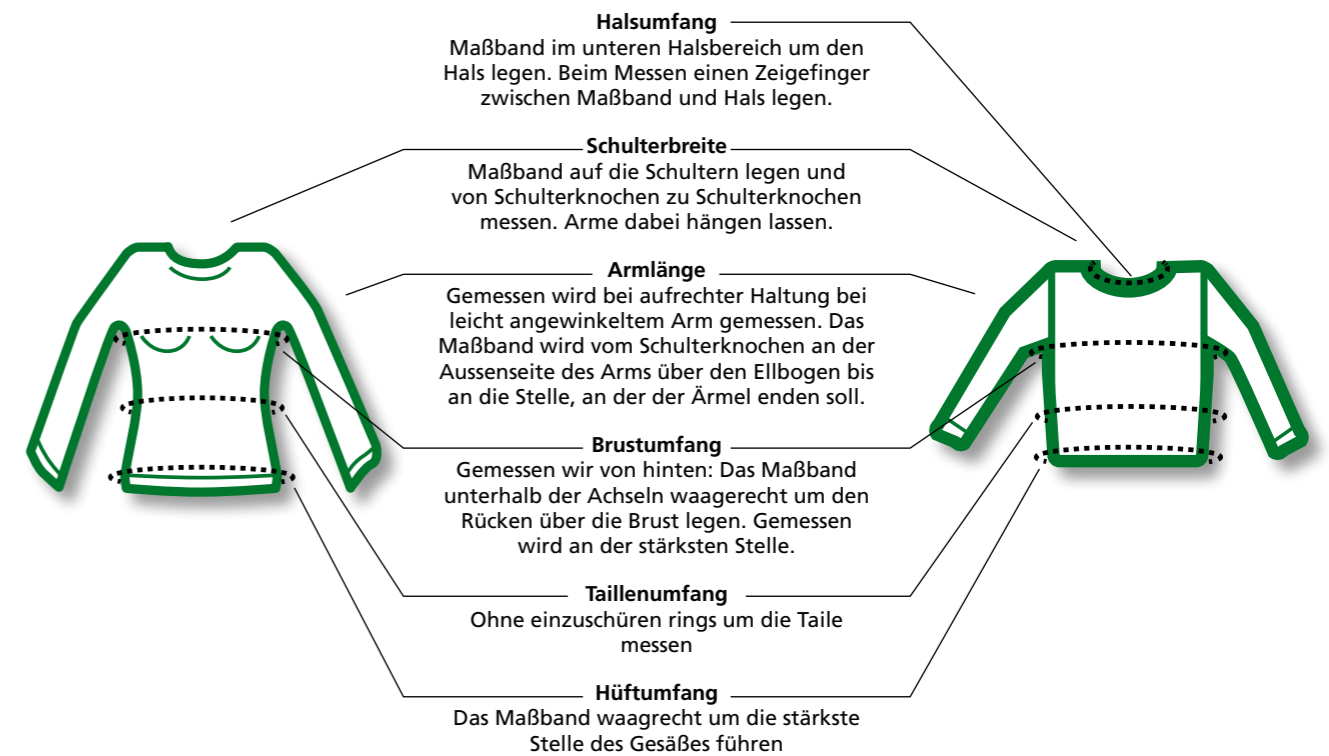 Halsumfang
Maßband im unteren Halsbereich um den
Hals legen. Beim Messen einen Zeigefinger
zwischen Maßband und Hals legen.
Schulterbreite
Maßband auf die Schultern legen und
von Schulterknochen zu Schulterknochen
messen. Arme dabei hängen lassen.
Armlänge
Gemessen wird bei aufrechter Haltung bei
leicht angewinkeltem Arm gemessen. Das
Maßband wird vom Schulterknochen an der
Aussenseite des Arms über den Ellbogen bis
an die Stelle, an der der Ärmel enden soll.
Brustumfang
Gemessen wir von hinten: Das Maßband
unterhalb der Achseln waagerecht um den
Rücken über die Brust legen. Gemessen
wird an der stärksten Stelle.
Taillenumfang
Ohne einzuschüren rings um die Taile
messen
Hüftumfang
Das Maßband waagrecht um die stärkste
Stelle des Gesäßes führen